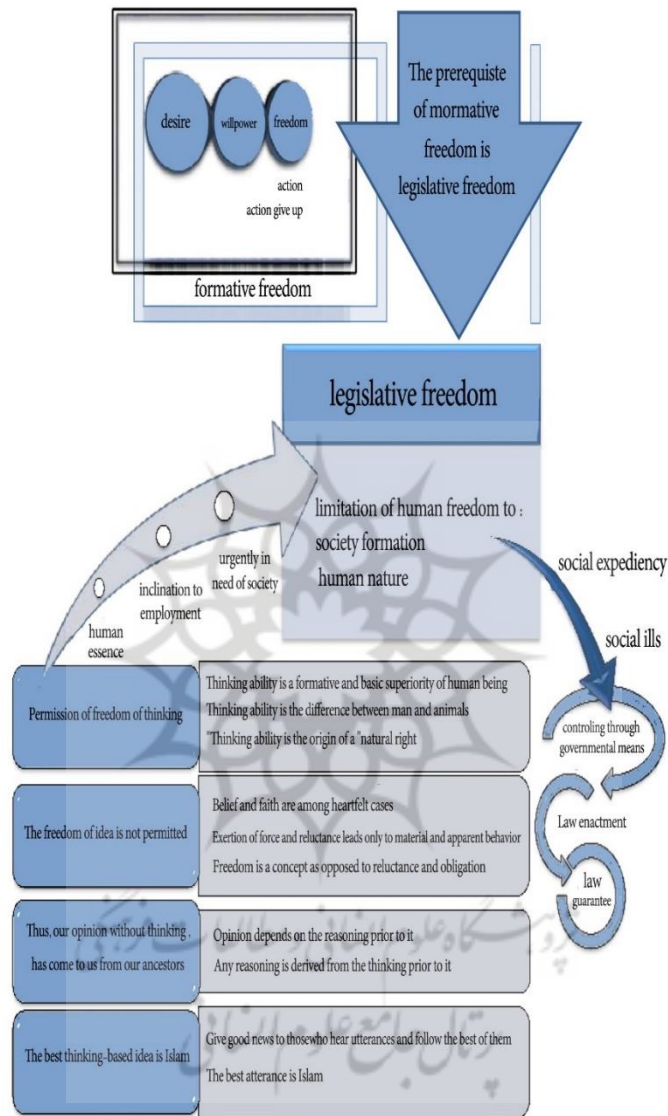 desire
willpower
freedom
action
action give up
formative freedom
The prerequiste
of mormative
freedom is
legislative freedom
legislative freedom
limitation of human freedom to :
society formation
human nature
human
essence
inclination to
employment
urgently in
need of society
social expediency
social ills
controling through
governmental means
Law enactment
law
guarantee
Permission of freedom of thinking
Thinking ability is a formative and basic superiority of human being
Thinking ability is the difference between man and animals
"Thinking ability is the origin of a "natural right
The freedom of idea is not permitted
Belief and faith are among heartfelt cases
Exertion of force and reluctance leads only to material and apparent behavior
Freedom is a concept as opposed to reluctance and obligation
Thus, our opinion without thinking ,
has come to us from our ancestors
Opinion depends on the reasoning prior to it
Any reasoning is derived from the thinking prior to it
پژوهشگاه علوم انسانی و مطالعات فرهنگی
The best thinking-based idea is Islam
Give good news to thosewho hear utterances and follow the best of them
The best atterance is Islam
پرتال جامع علوم انسانی